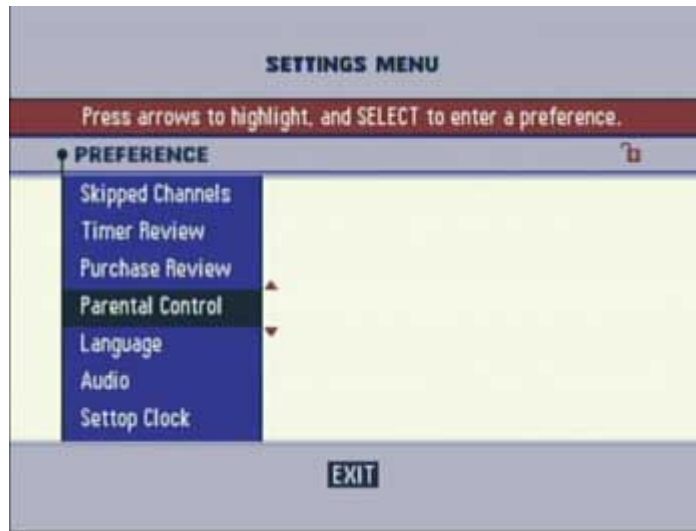 SETTINGS MENU
Press arrows to highlight, and SELECT to enter a preference.
PREFERENCE
Skipped Channels
Timer Review
Purchase Review
Parental Control
Language
Audio
Settop Clock
EXIT